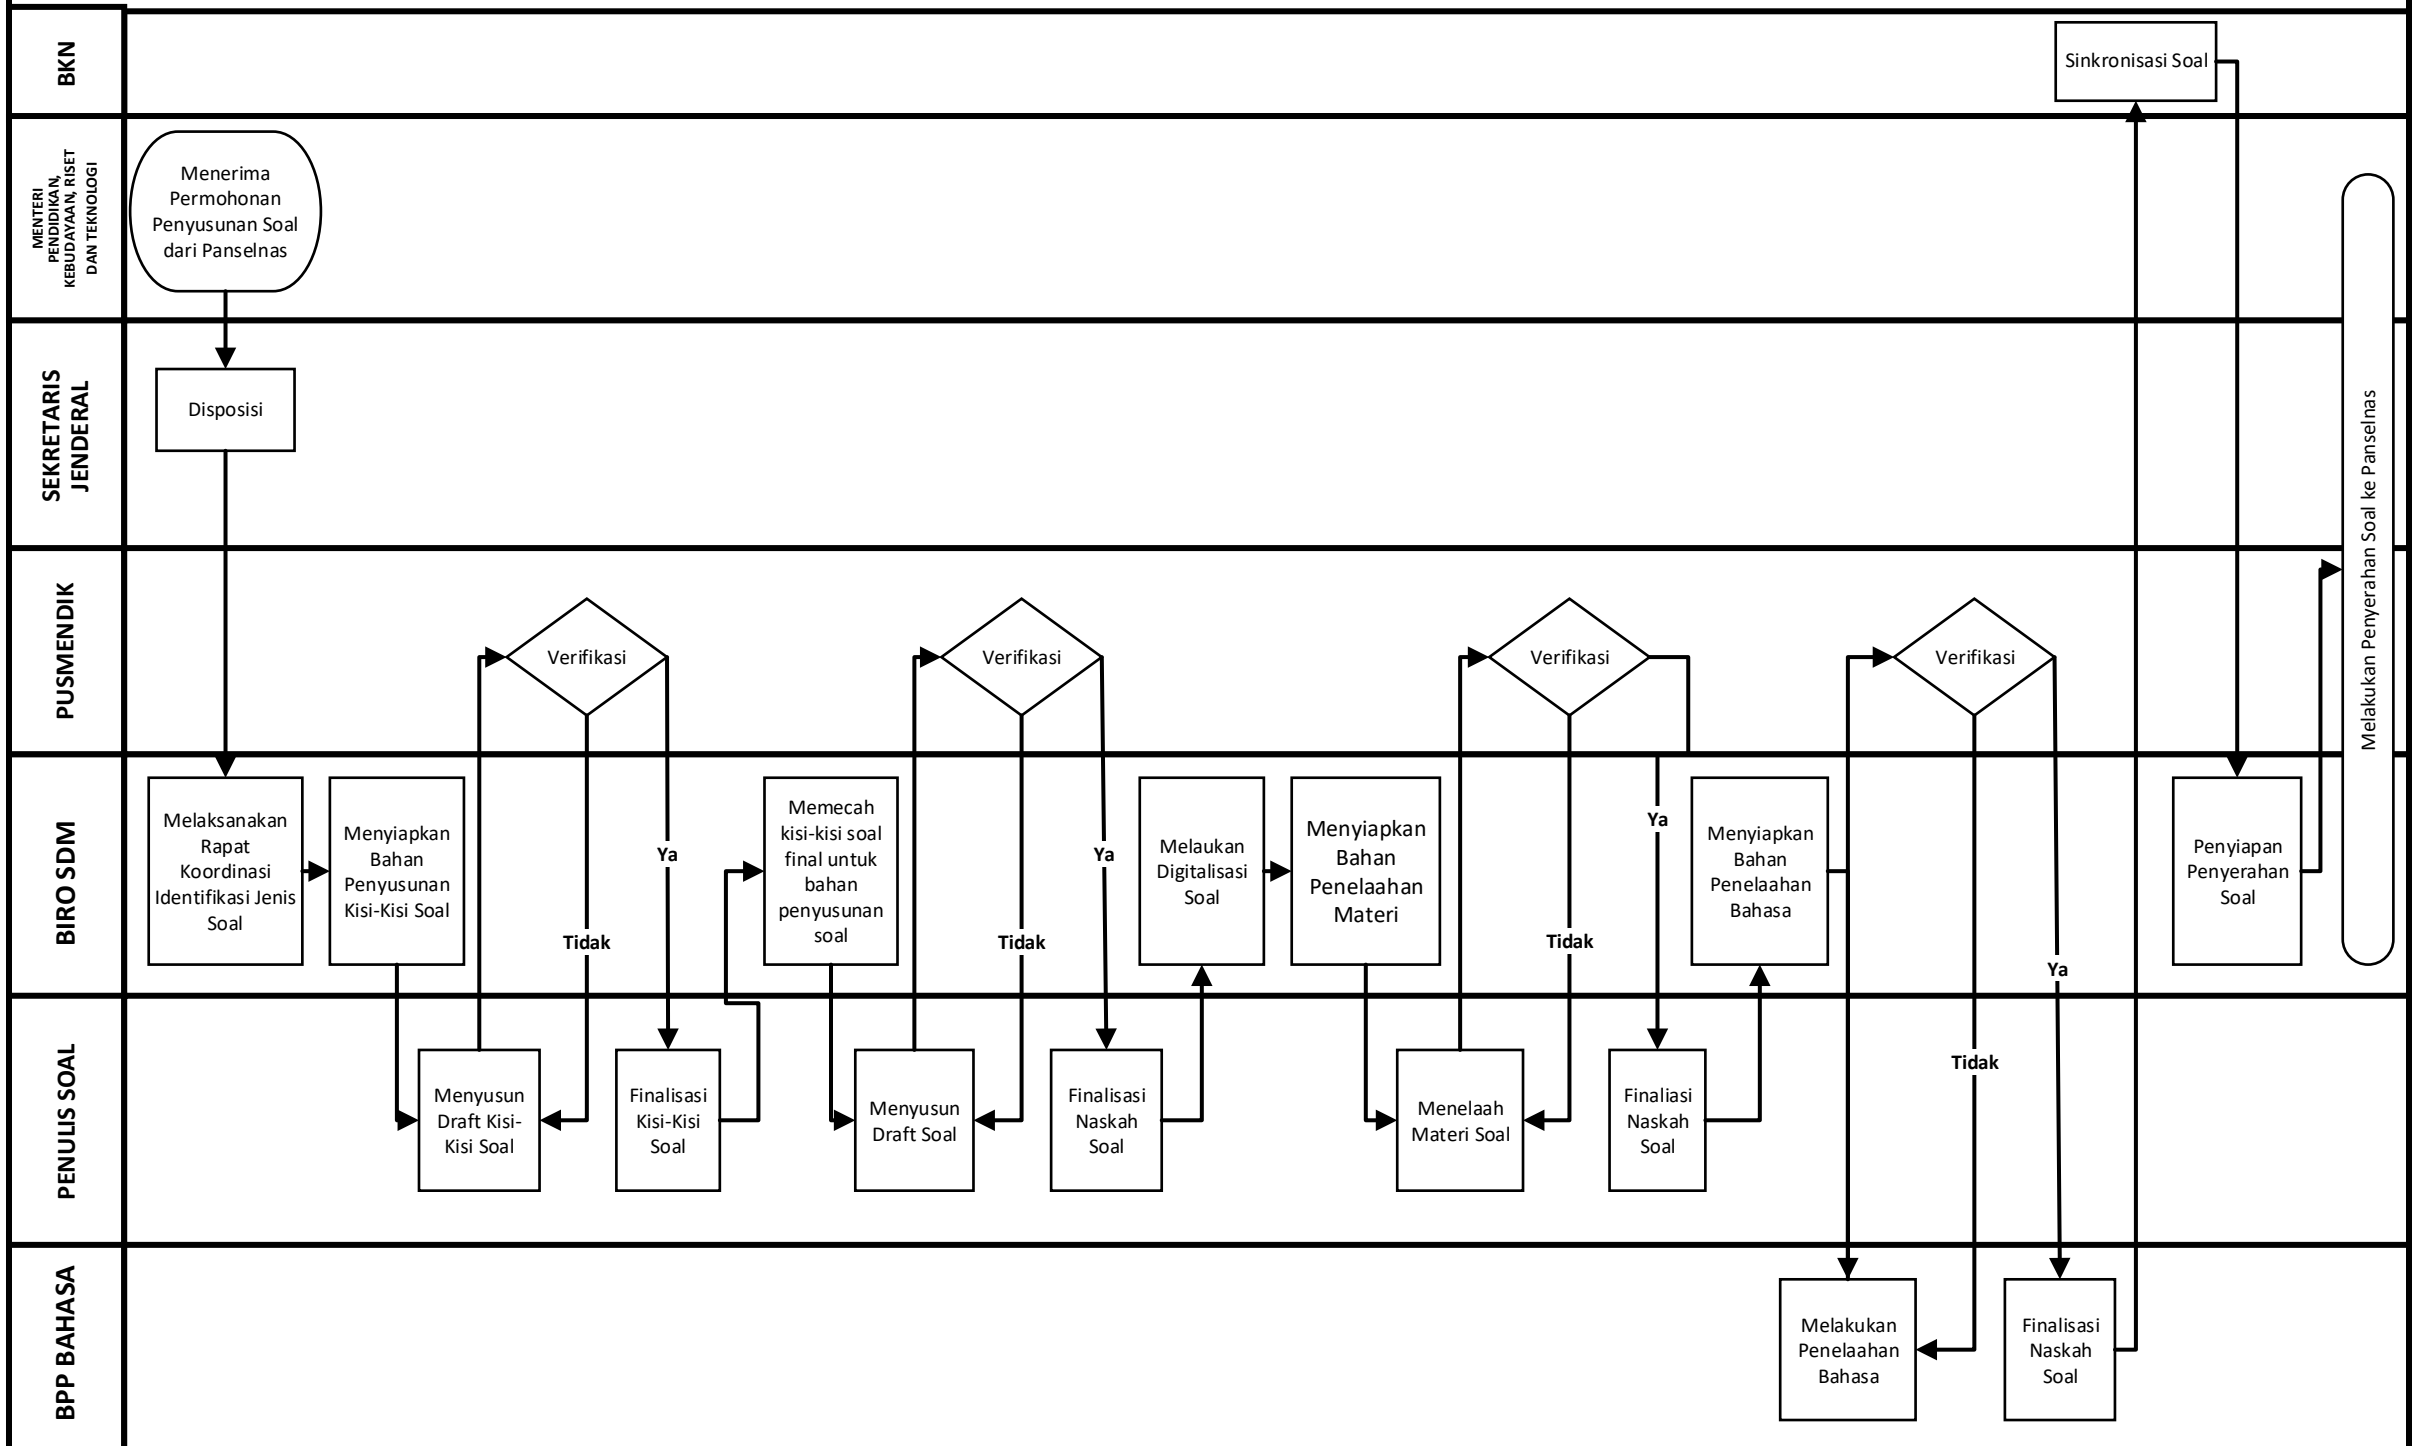 BKN
Sinkronisasi Soal
MENTERI
PENDIDIKAN,
KEBUDAYAAN, RISET
DAN TEKNOLOGI
Menerima
Permohonan
Penyusunan Soal
dari Panselnas
SEKRETARIS
JENDERAL
Disposisi
Melakukan Penyerahan Soal ke Panselnas
PUSMENDIK
Verifikasi
Verifikasi
Verifikasi
Verifikasi
BIRO SDM
Melaksanakan
Rapat
Koordinasi
Identifikasi Jenis
Soal
Menyiapkan
Bahan
Penyusunan
Kisi-Kisi Soal
Tidak
Ya
Memecah
kisi-kisi soal
final untuk
bahan
penyusunan
soal
Tidak
Ya
Melaukan
Digitalisasi
Soal
Menyiapkan
Bahan
Penelaahan
Materi
Tidak
Ya
Menyiapkan
Bahan
Penelaahan
Bahasa
Ya
Penyiapan
Penyerahan
Soal
PENULIS SOAL
Menyusun
Draft Kisi-
Kisi Soal
Finalisasi
Kisi-Kisi
Soal
Menyusun
Draft Soal
Finalisasi
Naskah
Soal
Menelaah
Materi Soal
Finaliasi
Naskah
Soal
Tidak
BPP BAHASA
Melakukan
Penelaahan
Bahasa
Finalisasi
Naskah
Soal